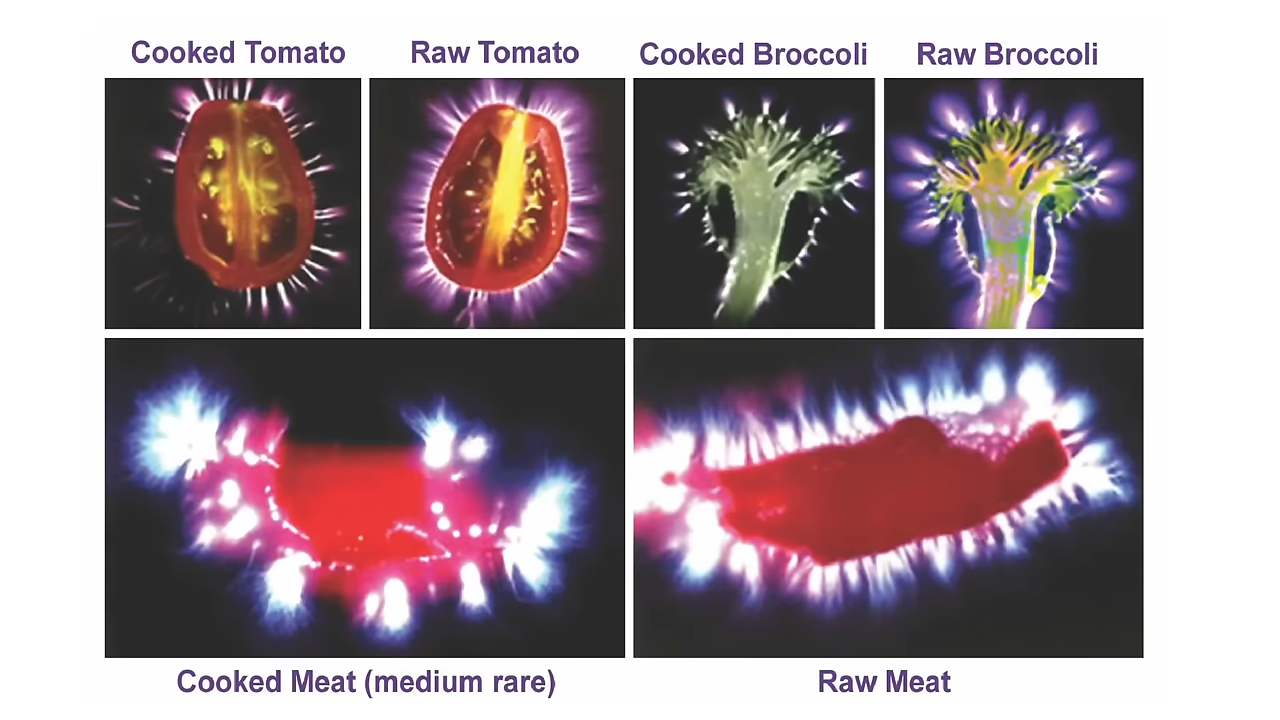 Cooked Tomato
Raw Tomato
Cooked Broccoli
Raw Broccoli
Cooked Meat (medium rare)
Raw Meat